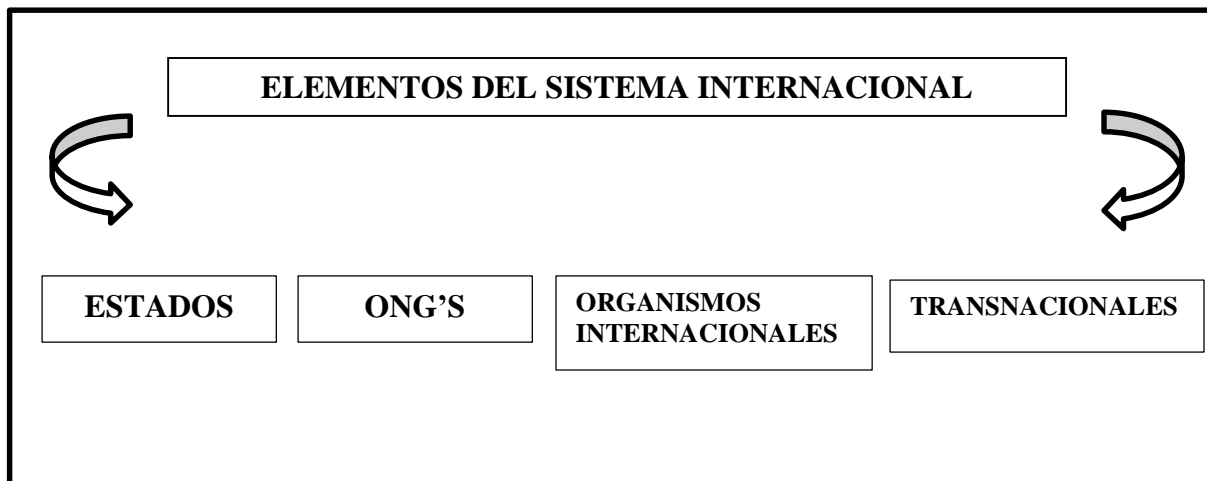 ELEMENTOS DEL SISTEMA INTERNACIONAL
ESTADOS
ONG’S
ORGANISMOS
INTERNACIONALES
TRANSNACIONALES